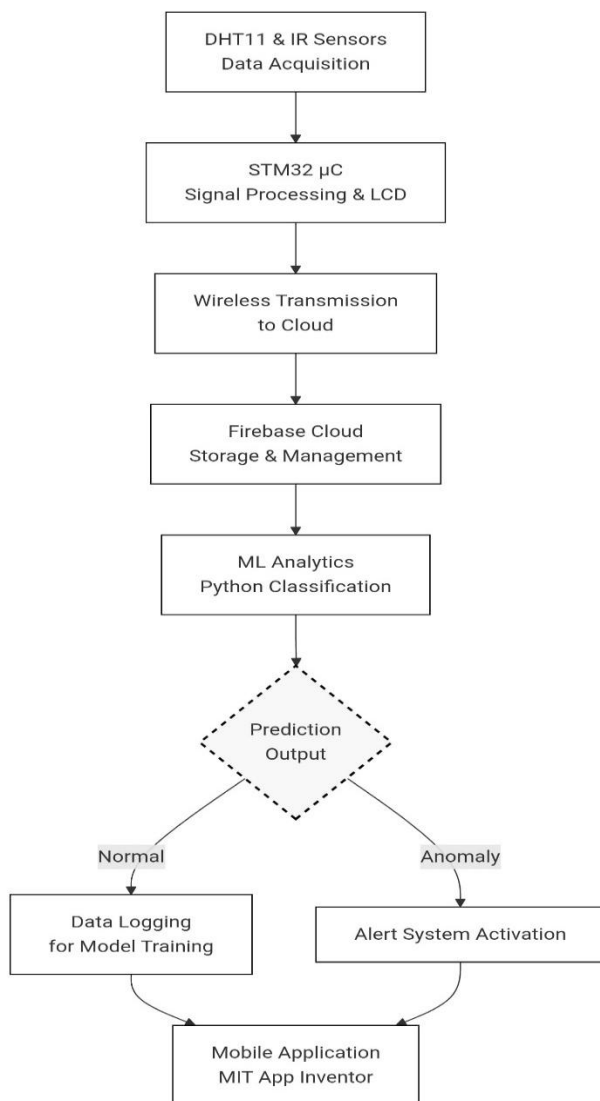 DHT11 & IR Sensors
Data Acquisition
STM32 µC
Signal Processing & LCD
Wireless Transmission
to Cloud
Firebase Cloud
Storage & Management
ML Analytics
Python Classification
Prediction
Output
Normal
Anomaly
Data Logging
for Model Training
Alert System Activation
Mobile Application
MIT App Inventor